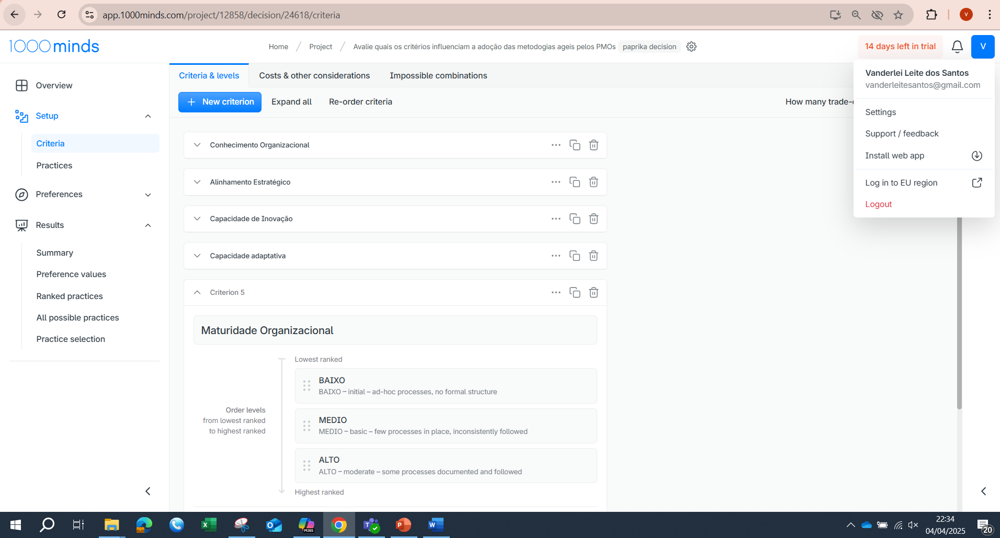 app.1000minds.com/project/12858/decision/24618/criteria
V
1000minds
Home / Project / Avalie quais os critérios influenciam a adoção das metodogias ageis pelos PMOs paprika decision
14 days left in trial
V
Vanderlei Leite dos Santos
vanderleitesantos@gmail.com
Settings
Support / feedback
Install web app
Log in to EU region
Logout
Overview
Setup
Criteria
Practices
Preferences
Results
Summary
Preference values
Ranked practices
All possible practices
Practice selection
Criteria & levels
Costs & other considerations
Impossible combinations
New criterion
Expand all
Re-order criteria
How many trade-
Conhecimento Organizacional
Alinhamento Estratégico
Capacidade de Inovação
Capacidade adaptativa
Criterion 5
Maturidade Organizacional
Order levels
from lowest ranked
to highest ranked
Lowest ranked
BAIXO
BAIXO – initial – ad-hoc processes, no formal structure
MEDIO
MEDIO – basic – few processes in place, inconsistently followed
ALTO
ALTO – moderate – some processes documented and followed
Highest ranked
M365
22:34
04/04/2025
20